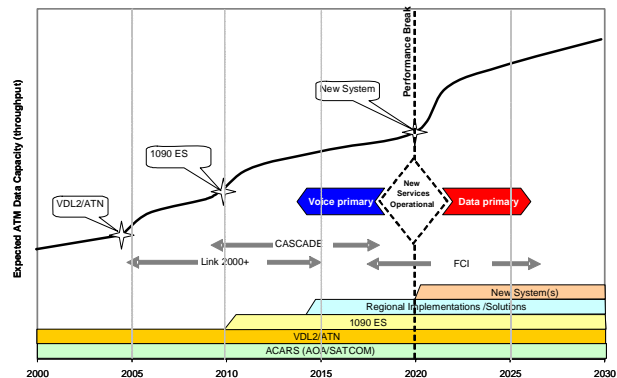 Expected ATM Data Capacity (throughput)
Performance Break
New System
1090 ES
VDL2/ATN
Voice primary
New
Services
Operational
Data primary
CASCADE
Link 2000+
FCI
New System(s)
Regional Implementations /Solutions
1090 ES
VDL2/ATN
ACARS (AOA/SATCOM)
2000 2005 2010 2015 2020 2025 2030